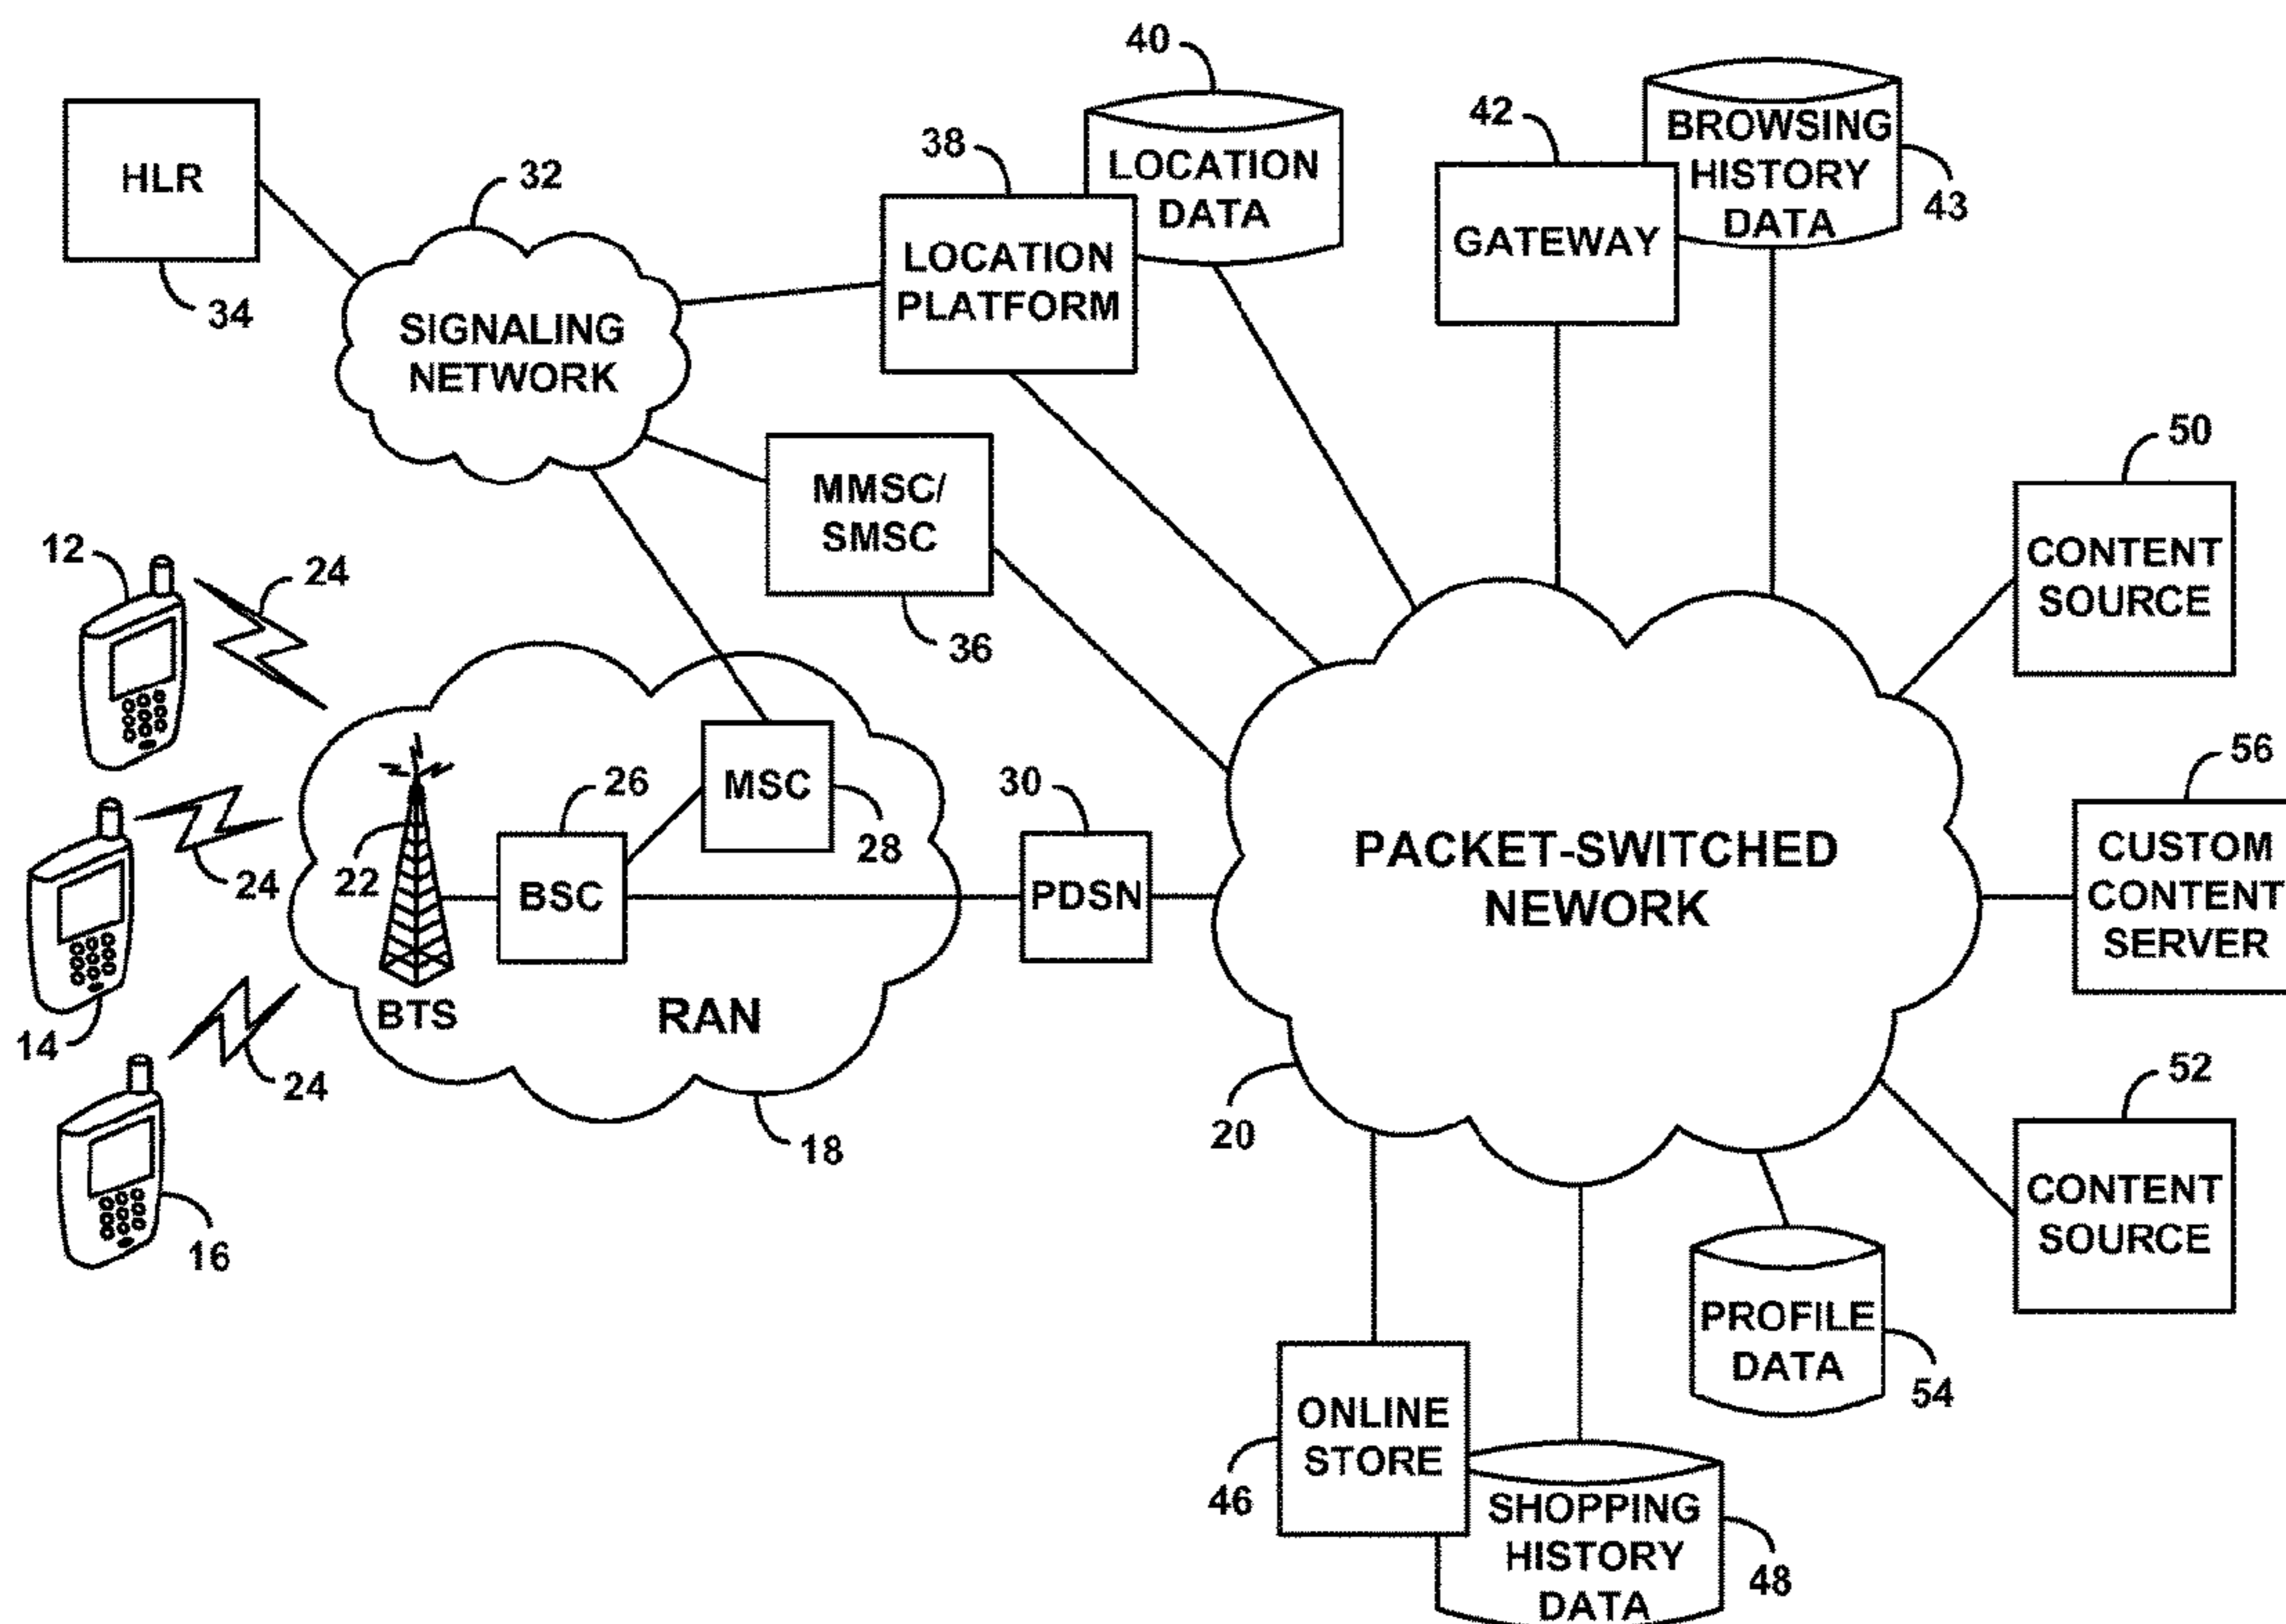 40
42
BROWSING
HISTORY
DATA
43
HLR
34
32
38
LOCATION
DATA
LOCATION
PLATFORM
GATEWAY
SIGNALING
NETWORK
MMSC/
SMSC
36
50
CONTENT
SOURCE
12
24
14
24
16
24
22
BTS
26
BSC
MSC
28
RAN
18
30
PDSN
PACKET-SWITCHED
NEWORK
20
56
CUSTOM
CONTENT
SERVER
52
CONTENT
SOURCE
PROFILE
DATA
54
ONLINE
STORE
46
SHOPPING
HISTORY
DATA
48